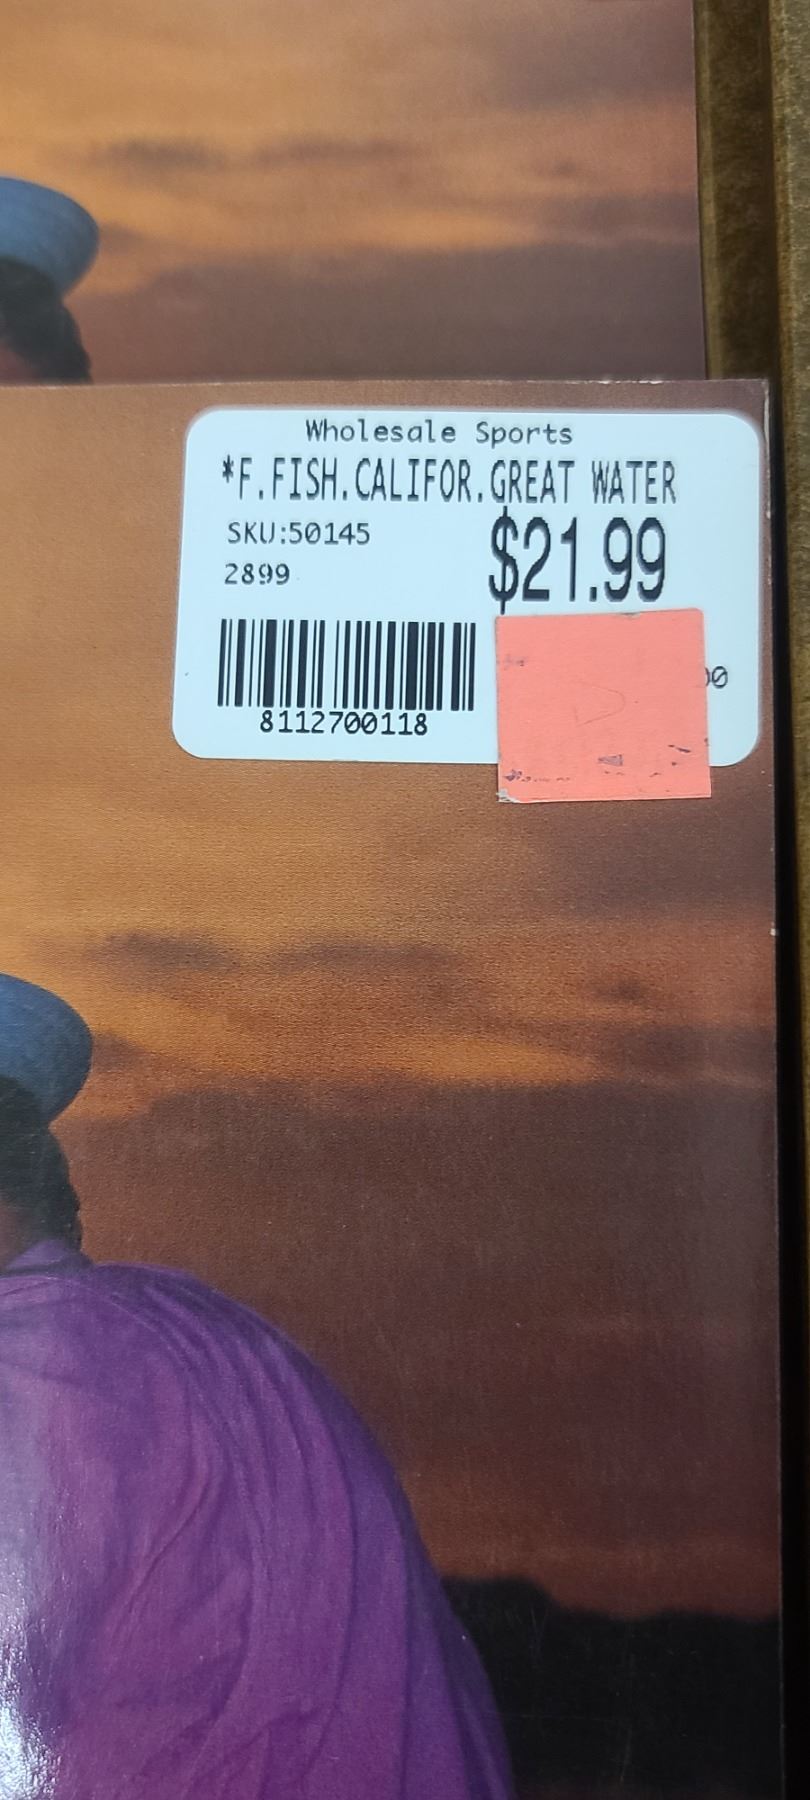 Wholesale Sports
*F.FISH.CALIFOR.GREAT WATER
SKU:50145
$21.99
2899
8112700118